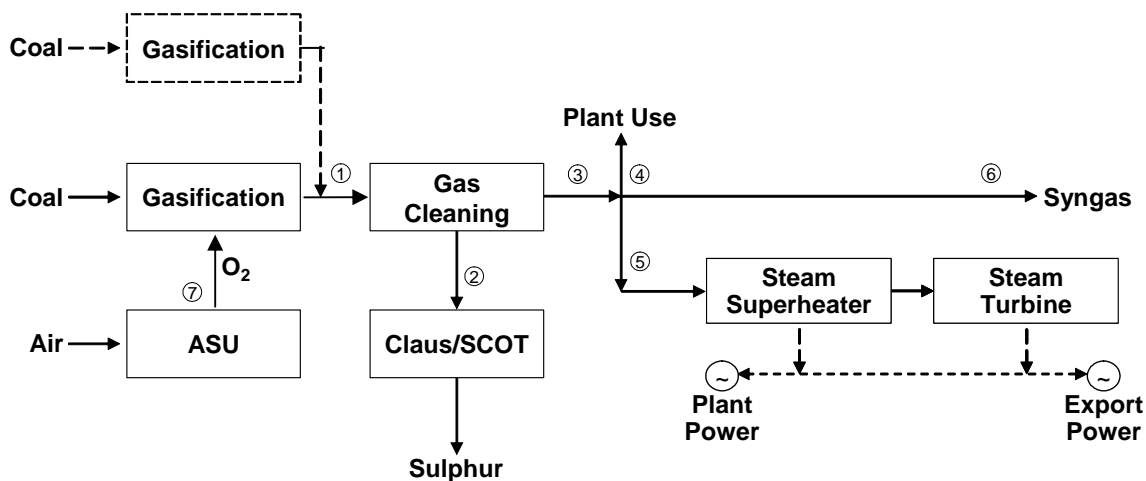 Coal
Gasification
Plant Use
Coal
Gasification
①
Gas
Cleaning
③
④
⑥
Syngas
O₂
⑦
②
⑤
Steam
Superheater
Steam
Turbine
Air
ASU
Claus/SCOT
~
~
Plant
Power
Export
Power
Sulphur